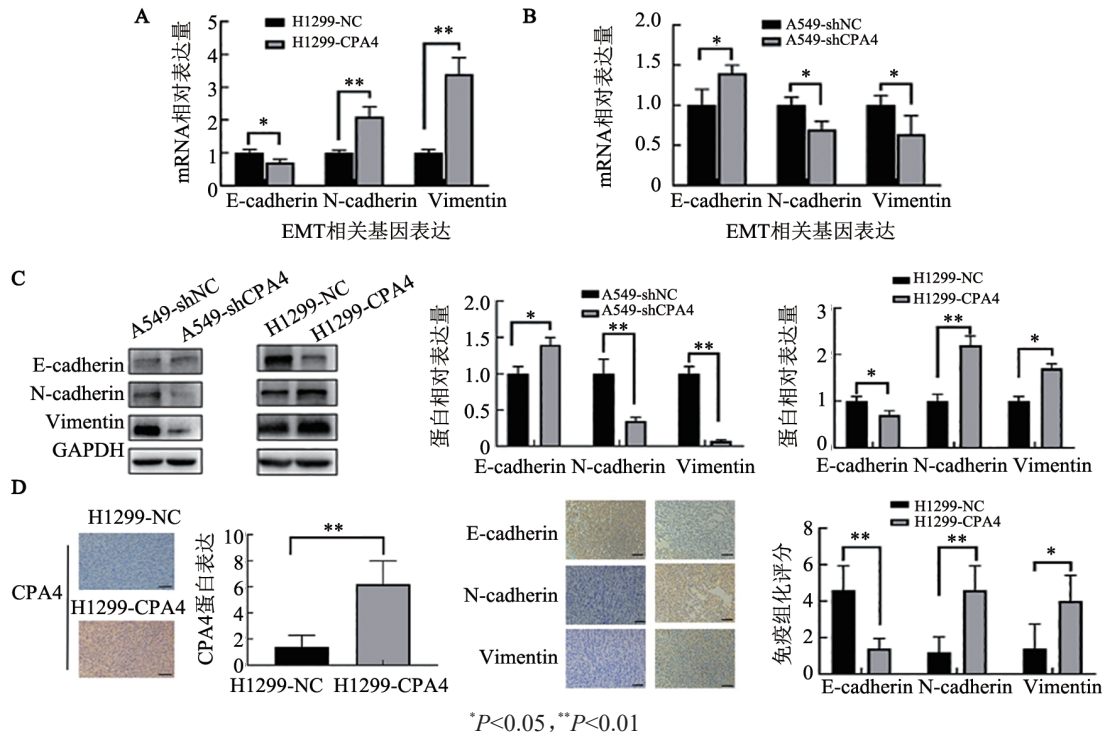 A
H1299-NC
H1299-CPA4
mRNA相对表达量
5
4
3
2
1
0
*
**
**
E-cadherin N-cadherin Vimentin
EMT相关基因表达
B
A549-shNC
A549-shCPA4
mRNA相对表达量
2.0
1.5
1.0
0.5
0
*
*
*
E-cadherin N-cadherin Vimentin
EMT相关基因表达
C
A549-shNC
A549-shCPA4
H1299-NC
H1299-CPA4
E-cadherin
N-cadherin
Vimentin
GAPDH
A549-shNC
A549-shCPA4
蛋白相对表达量
2.0
1.5
1.0
0.5
0
*
**
**
E-cadherin N-cadherin Vimentin
H1299-NC
H1299-CPA4
蛋白相对表达量
3
2
1
0
*
**
*
E-cadherin N-cadherin Vimentin
D
H1299-NC
CPA4
H1299-CPA4
CPA4蛋白表达
10
8
6
4
2
0
**
H1299-NC H1299-CPA4
E-cadherin
N-cadherin
Vimentin
H1299-NC
H1299-CPA4
免疫组化评分
8
6
4
2
0
**
**
*
E-cadherin N-cadherin Vimentin
*P<0.05，**P<0.01